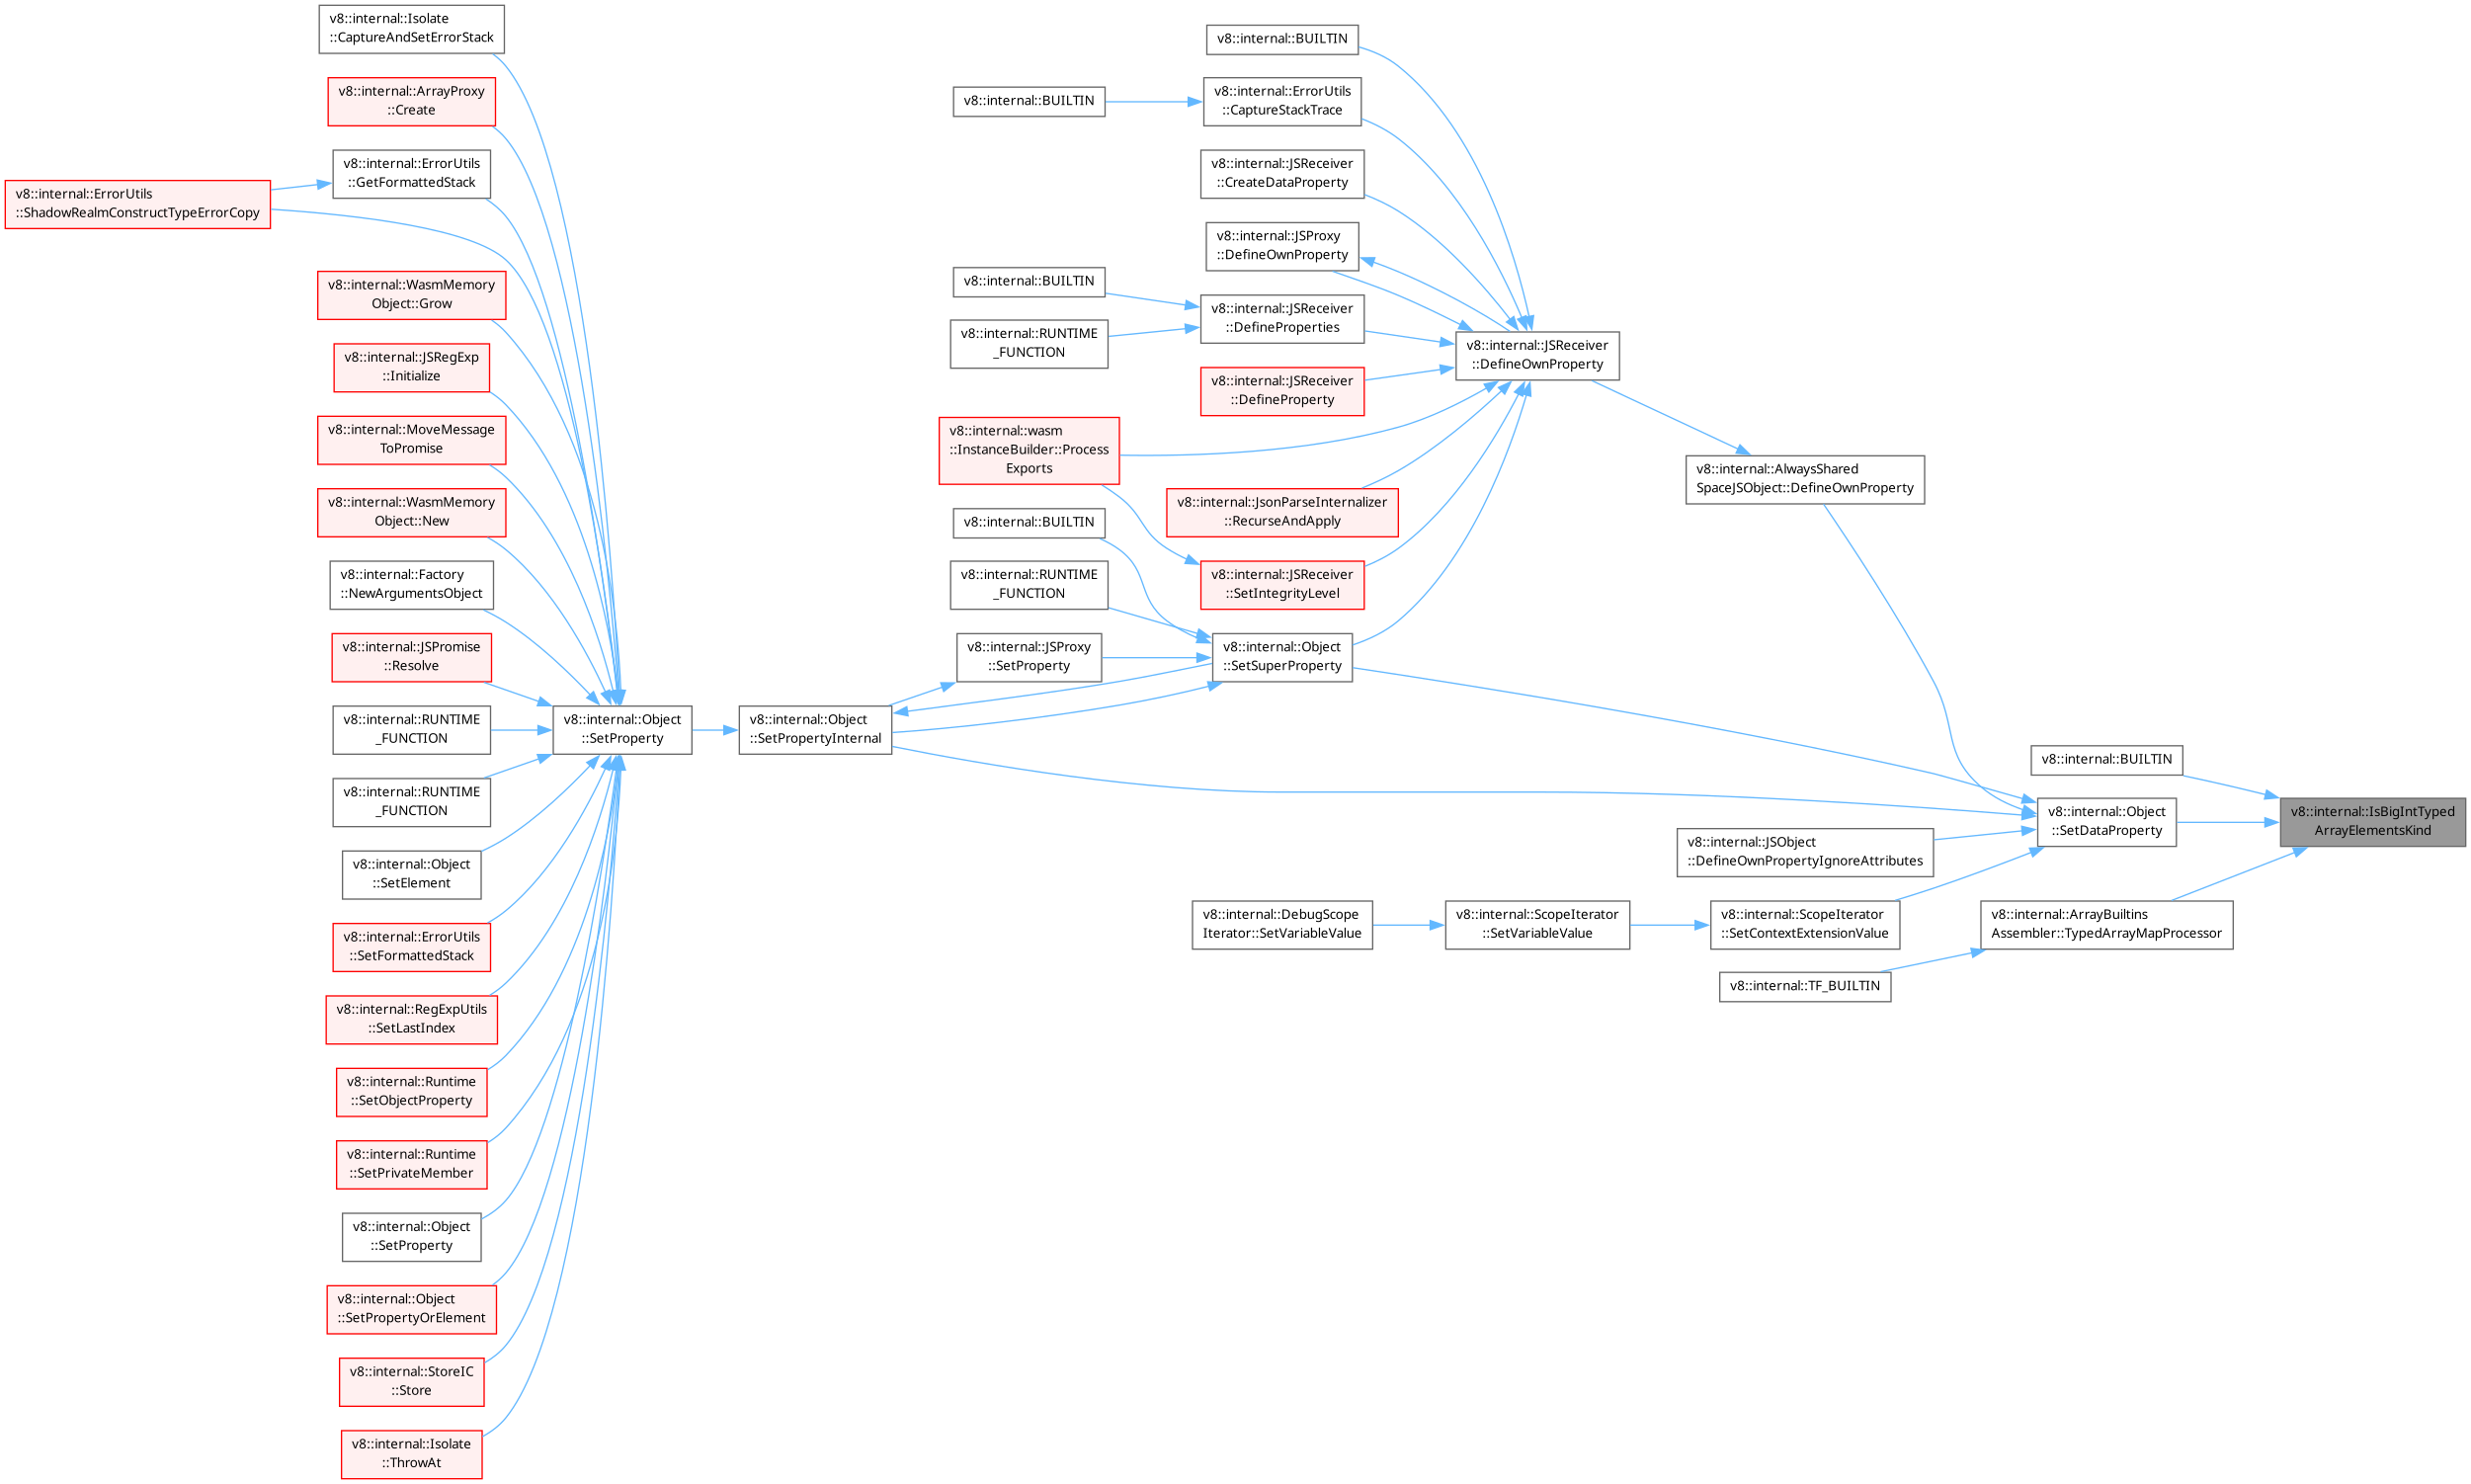 v8::internal::Isolate
::CaptureAndSetErrorStack
v8::internal::ArrayProxy
::Create
v8::internal::ErrorUtils
::GetFormattedStack
v8::internal::ErrorUtils
::ShadowRealmConstructTypeErrorCopy
v8::internal::WasmMemory
Object::Grow
v8::internal::JSRegExp
::Initialize
v8::internal::MoveMessage
ToPromise
v8::internal::WasmMemory
Object::New
v8::internal::Factory
::NewArgumentsObject
v8::internal::JSPromise
::Resolve
v8::internal::RUNTIME
_FUNCTION
v8::internal::RUNTIME
_FUNCTION
v8::internal::Object
::SetElement
v8::internal::ErrorUtils
::SetFormattedStack
v8::internal::RegExpUtils
::SetLastIndex
v8::internal::Runtime
::SetObjectProperty
v8::internal::Runtime
::SetPrivateMember
v8::internal::Object
::SetProperty
v8::internal::Object
::SetPropertyOrElement
v8::internal::StoreIC
::Store
v8::internal::Isolate
::ThrowAt
v8::internal::Object
::SetProperty
v8::internal::Object
::SetPropertyInternal
v8::internal::BUILTIN
v8::internal::BUILTIN
v8::internal::RUNTIME
_FUNCTION
v8::internal::wasm
::InstanceBuilder::Process
Exports
v8::internal::BUILTIN
v8::internal::RUNTIME
_FUNCTION
v8::internal::JSProxy
::SetProperty
v8::internal::BUILTIN
v8::internal::ErrorUtils
::CaptureStackTrace
v8::internal::JSReceiver
::CreateDataProperty
v8::internal::JSProxy
::DefineOwnProperty
v8::internal::JSReceiver
::DefineProperties
v8::internal::JSReceiver
::DefineProperty
v8::internal::JsonParseInternalizer
::RecurseAndApply
v8::internal::JSReceiver
::SetIntegrityLevel
v8::internal::Object
::SetSuperProperty
v8::internal::DebugScope
Iterator::SetVariableValue
v8::internal::JSReceiver
::DefineOwnProperty
v8::internal::ScopeIterator
::SetVariableValue
v8::internal::AlwaysShared
SpaceJSObject::DefineOwnProperty
v8::internal::JSObject
::DefineOwnPropertyIgnoreAttributes
v8::internal::ScopeIterator
::SetContextExtensionValue
v8::internal::TF_BUILTIN
v8::internal::BUILTIN
v8::internal::Object
::SetDataProperty
v8::internal::ArrayBuiltins
Assembler::TypedArrayMapProcessor
v8::internal::IsBigIntTyped
ArrayElementsKind